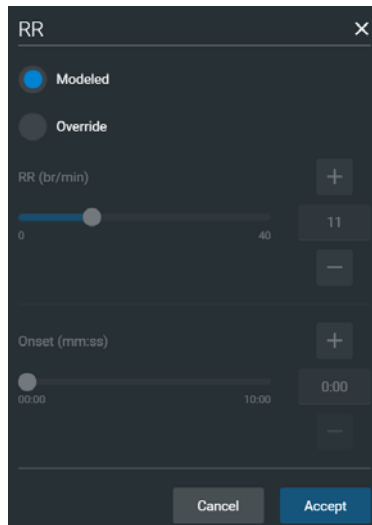 RR
Modeled
Override
RR (br/min)
11
0 40
Onset (mm:ss)
0:00
00:00 10:00
Cancel Accept